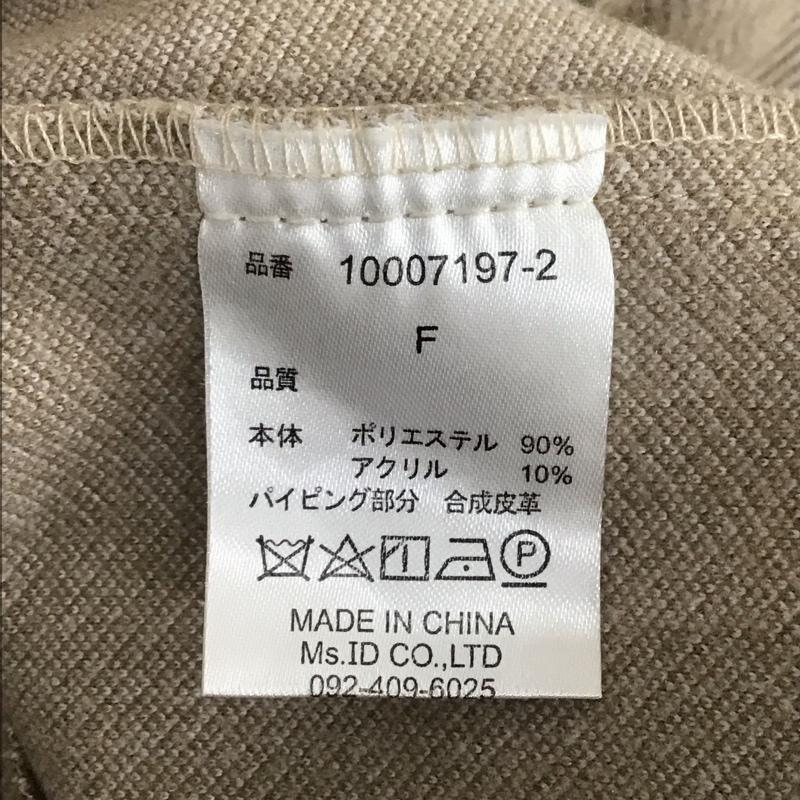 品番 10007197-2
F
品質
本体 ポリエステル 90%
アクリル 10%
パイピング部分 合成皮革
P
MADE IN CHINA
Ms.ID CO.,LTD
092-409-6025